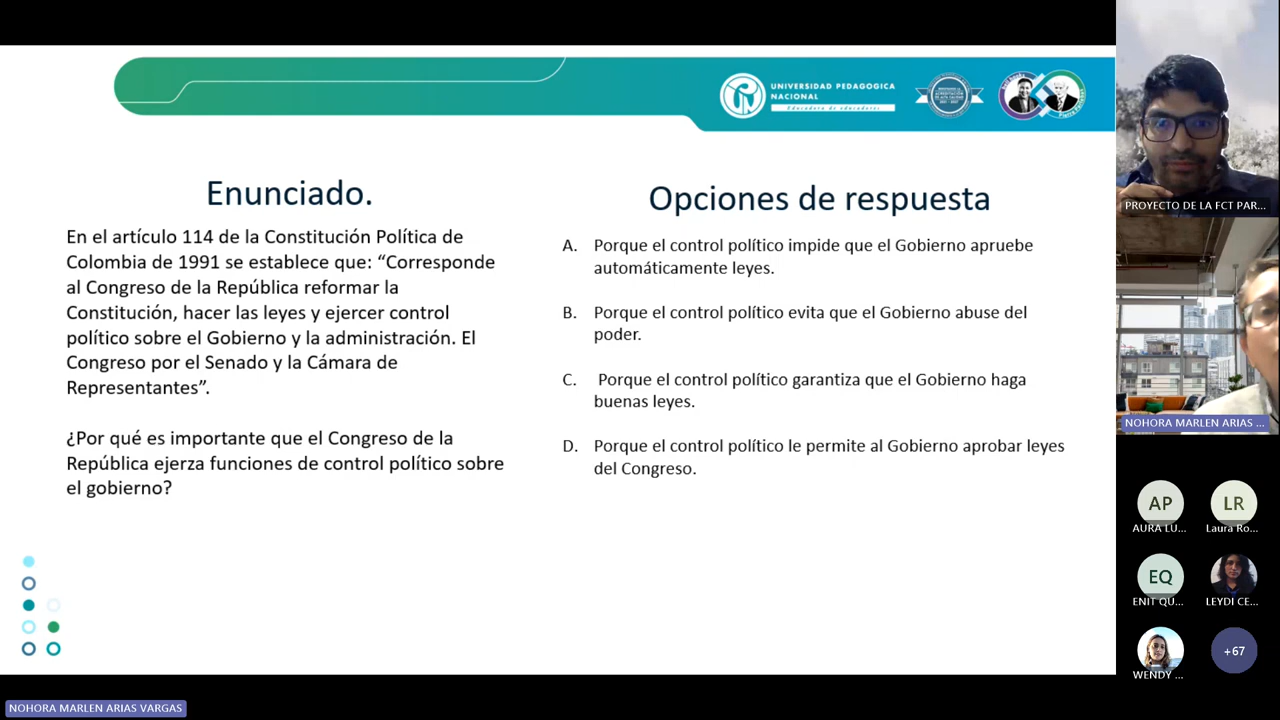 UNIVERSIDAD PEDAGOGICA
NACIONAL
Educadora de educadores
Enunciado.
En el artículo 114 de la Constitución Política de
Colombia de 1991 se establece que: “Corresponde
al Congreso de la República reformar la
Constitución, hacer las leyes y ejercer control
político sobre el Gobierno y la administración. El
Congreso por el Senado y la Cámara de
Representantes”.
¿Por qué es importante que el Congreso de la
República ejerza funciones de control político sobre
el gobierno?
Opciones de respuesta
A. Porque el control político impide que el Gobierno apruebe
automáticamente leyes.
B. Porque el control político evita que el Gobierno abuse del
poder.
C. Porque el control político garantiza que el Gobierno haga
buenas leyes.
D. Porque el control político le permite al Gobierno aprobar leyes
del Congreso.
PROYECTO DE LA FCT PAR...
NOHORA MARLEN ARIAS ...
AP
LR
AURA LU...
Laura Ro...
EQ
ENIT QU...
LEYDI CE...
+67
WENDY ...
NOHORA MARLEN ARIAS VARGAS